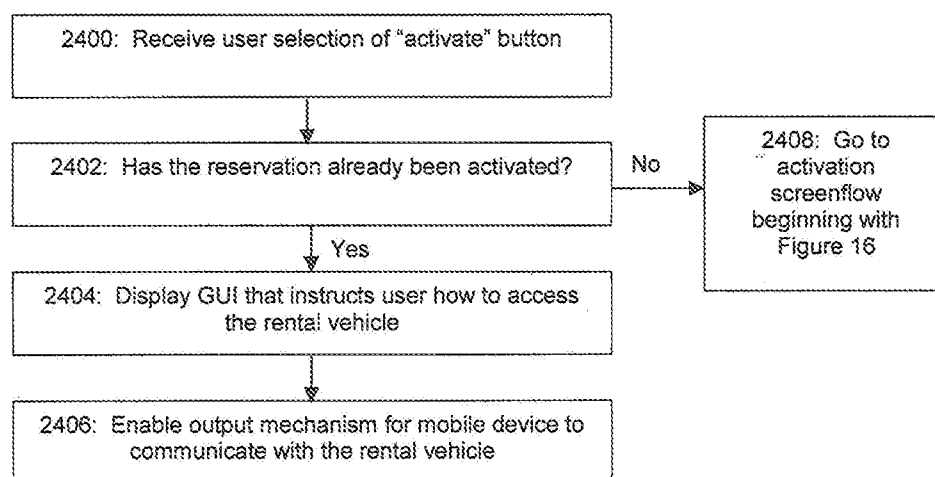 2400: Receive user selection of "activate" button
2402: Has the reservation already been activated?
No
2408: Go to
activation
screenflow
beginning with
Figure 16
Yes
2404: Display GUI that instructs user how to access
the rental vehicle
2406: Enable output mechanism for mobile device to
communicate with the rental vehicle